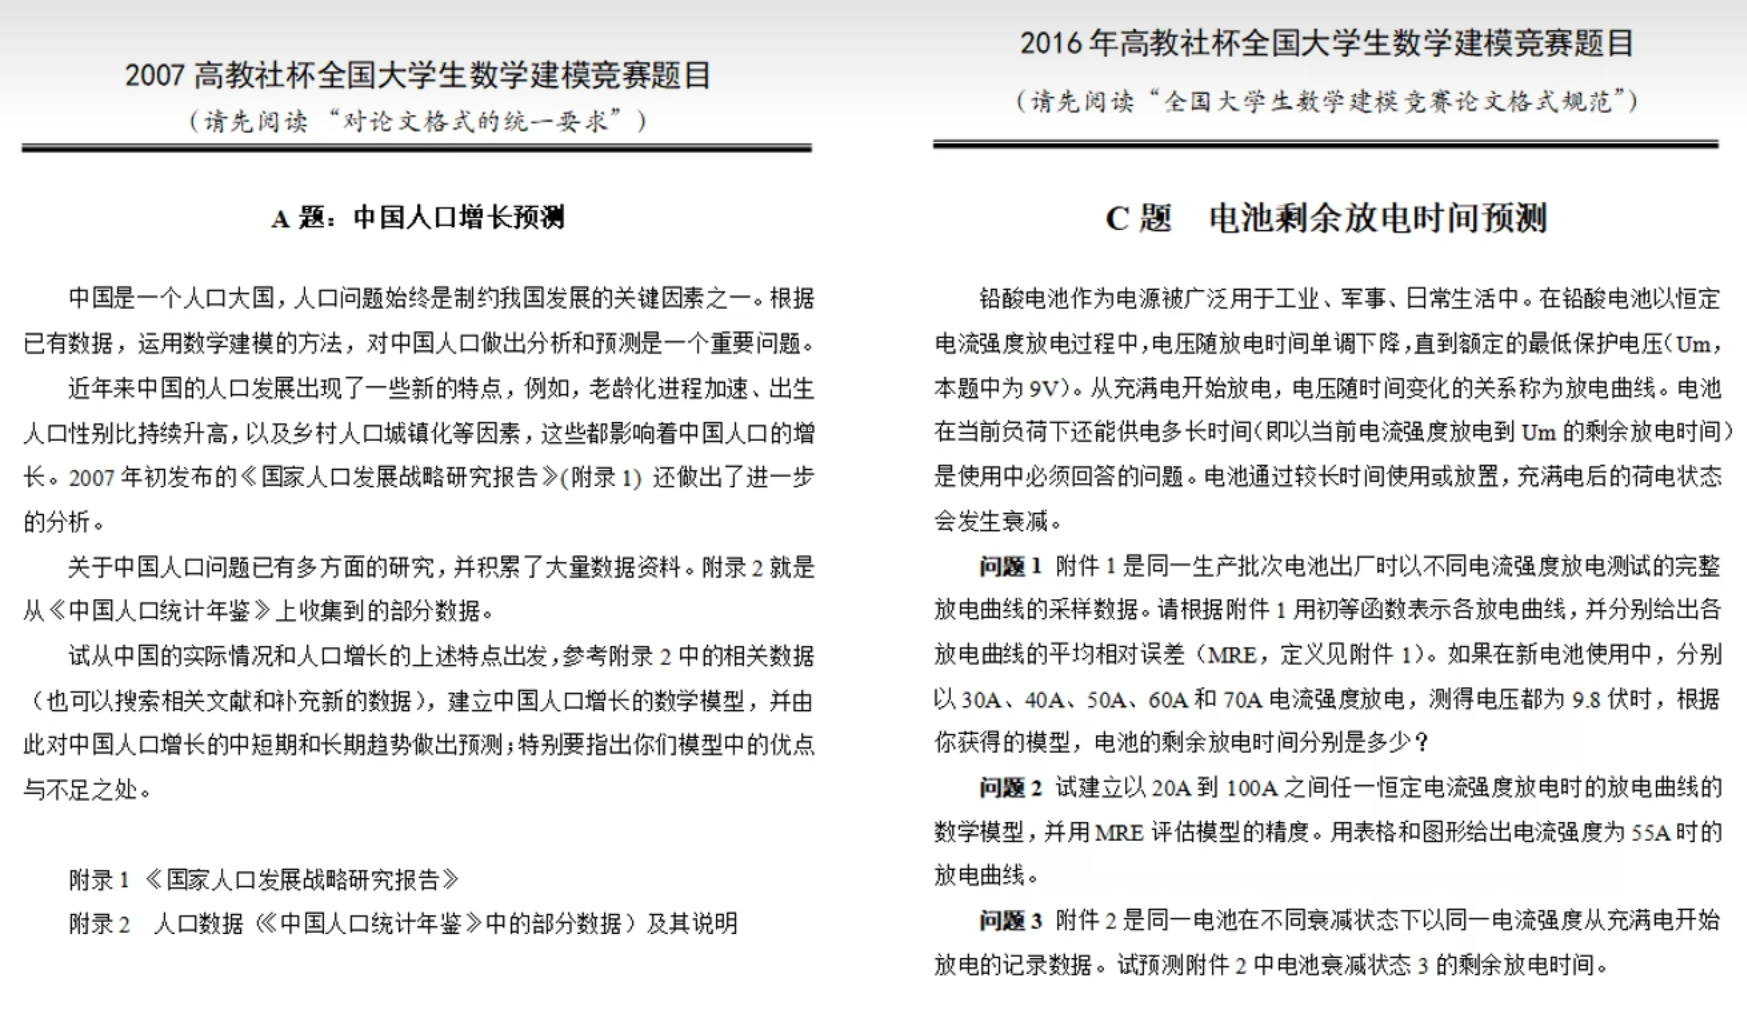 2007 高教社杯全国大学生数学建模竞赛题目
(请先阅读 “对论文格式的统一要求” )
A 题: 中国人口增长预测
中国是一个人口大国，人口问题始终是制约我国发展的关键因素之一。根据
已有数据，运用数学建模的方法，对中国人口做出分析和预测是一个重要问题。
近年来中国的人口发展出现了一些新的特点，例如，老龄化进程加速、出生
人口性别比持续升高，以及乡村人口城镇化等因素，这些都影响着中国人口的增
长。2007 年初发布的《国家人口发展战略研究报告》(附录 1) 还做出了进一步
的分析。
关于中国人口问题已有多方面的研究，并积累了大量数据资料。附录 2 就是
从《中国人口统计年鉴》上收集到的部分数据。
试从中国的实际情况和人口增长的上述特点出发，参考附录 2 中的相关数据
（也可以搜索相关文献和补充新的数据），建立中国人口增长的数学模型，并由
此对中国人口增长的中短期和长期趋势做出预测；特别要指出你们模型中的优点
与不足之处。
附录 1 《国家人口发展战略研究报告》
附录 2 人口数据（《中国人口统计年鉴》中的部分数据）及其说明
2016 年高教社杯全国大学生数学建模竞赛题目
(请先阅读 “全国大学生数学建模竞赛论文格式规范”)
C 题 电池剩余放电时间预测
铅酸电池作为电源被广泛用于工业、军事、日常生活中。在铅酸电池以恒定
电流强度放电过程中，电压随放电时间单调下降，直到额定的最低保护电压（Um，
本题中为 9V）。从充满电开始放电，电压随时间变化的关系称为放电曲线。电池
在当前负荷下还能供电多长时间（即以当前电流强度放电到 Um 的剩余放电时间）
是使用中必须回答的问题。电池通过较长时间使用或放置，充满电后的荷电状态
会发生衰减。
问题 1 附件 1 是同一生产批次电池出厂时以不同电流强度放电测试的完整
放电曲线的采样数据。请根据附件 1 用初等函数表示各放电曲线，并分别给出各
放电曲线的平均相对误差（MRE，定义见附件 1）。如果在新电池使用中，分别
以 30A、40A、50A、60A 和 70A 电流强度放电，测得电压都为 9.8 伏时，根据
你获得的模型，电池的剩余放电时间分别是多少？
问题 2 试建立以 20A 到 100A 之间任一恒定电流强度放电时的放电曲线的
数学模型，并用 MRE 评估模型的精度。用表格和图形给出电流强度为 55A 时的
放电曲线。
问题 3 附件 2 是同一电池在不同衰减状态下以同一电流强度从充满电开始
放电的记录数据。试预测附件 2 中电池衰减状态 3 的剩余放电时间。